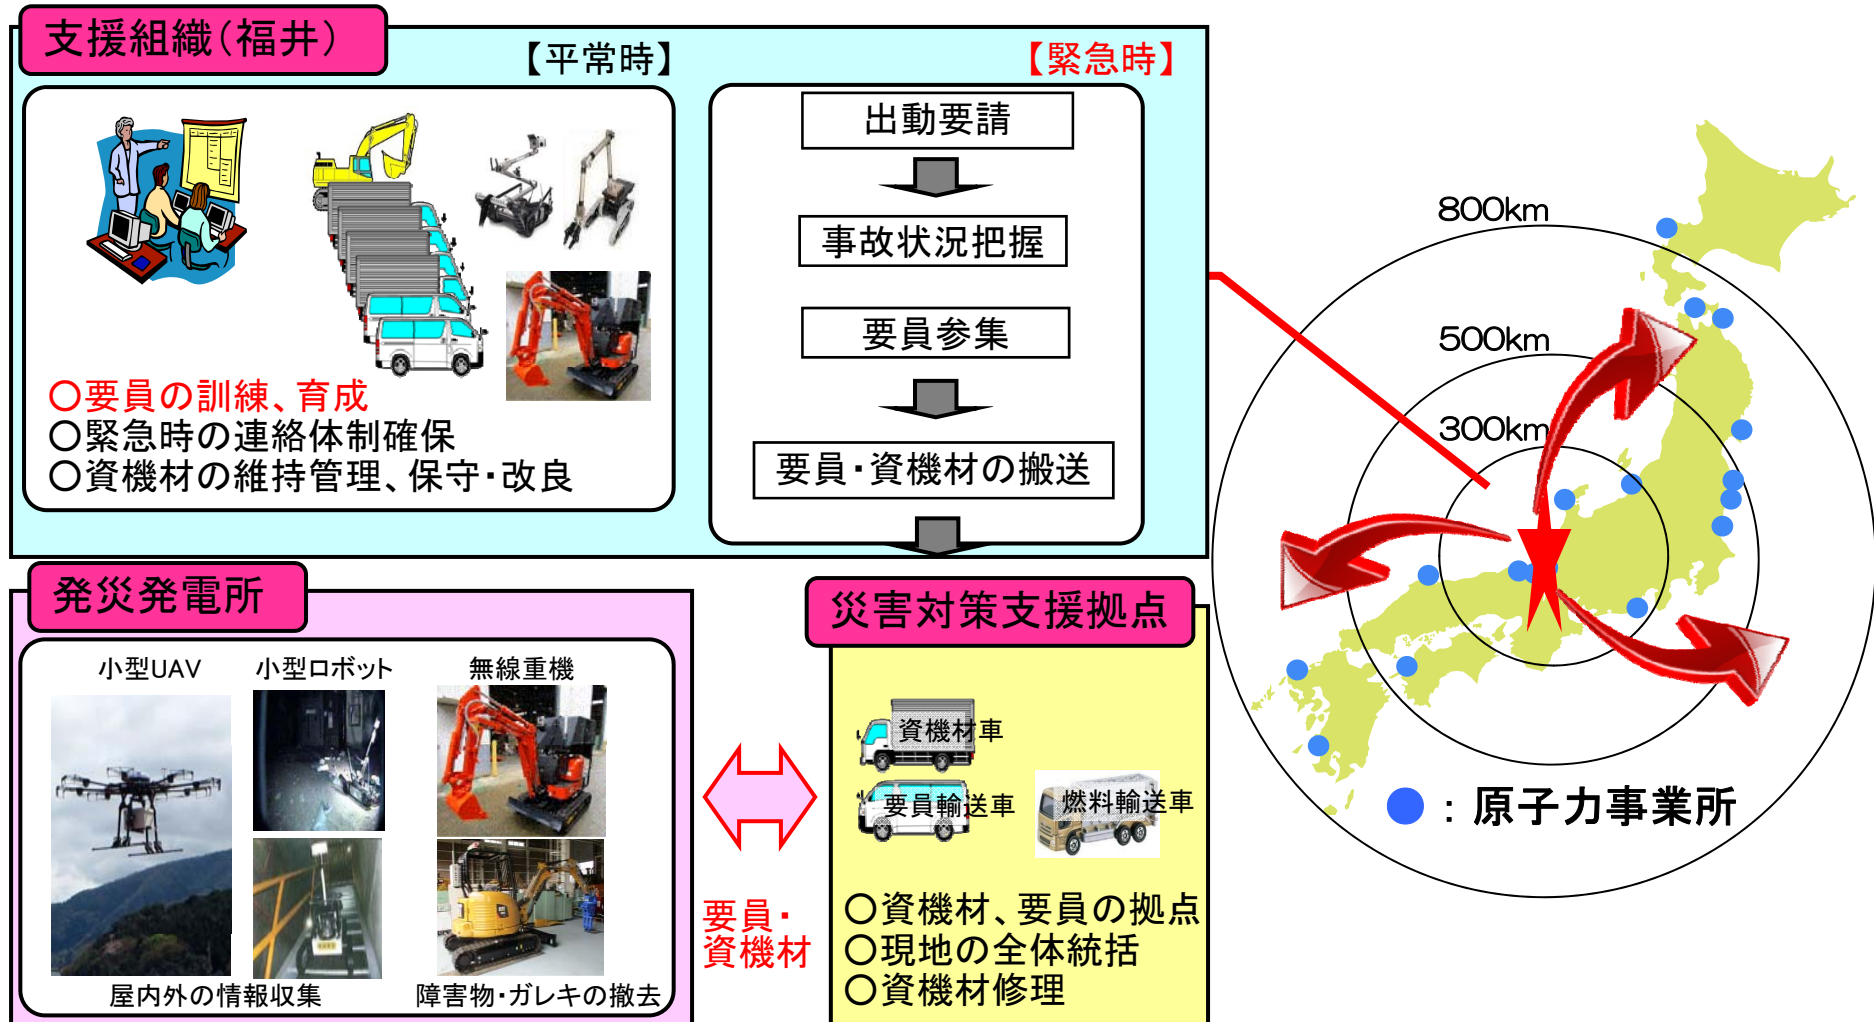 支援組織(福井)
【平常時】
【緊急時】
○要員の訓練、育成
○緊急時の連絡体制確保
○資機材の維持管理、保守・改良
出動要請
事故状況把握
要員参集
要員・資機材の搬送
発災発電所
小型UAV
小型ロボット
無線重機
屋内外の情報収集
障害物・ガレキの撤去
要員・
資機材
災害対策支援拠点
資機材車
要員輸送車
燃料輸送車
○資機材、要員の拠点
○現地の全体統括
○資機材修理
800km
500km
300km
：原子力事業所